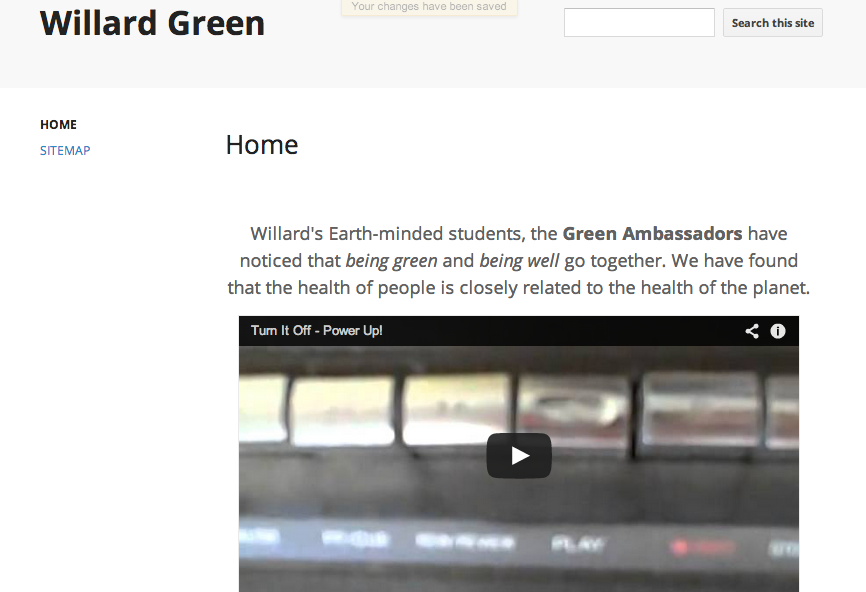 Willard Green
Your changes have been saved
Search this site
HOME
SITEMAP
Home
Willard's Earth-minded students, the Green Ambassadors have
noticed that being green and being well go together. We have found
that the health of people is closely related to the health of the planet.
Turn It Off - Power Up!
PLAY